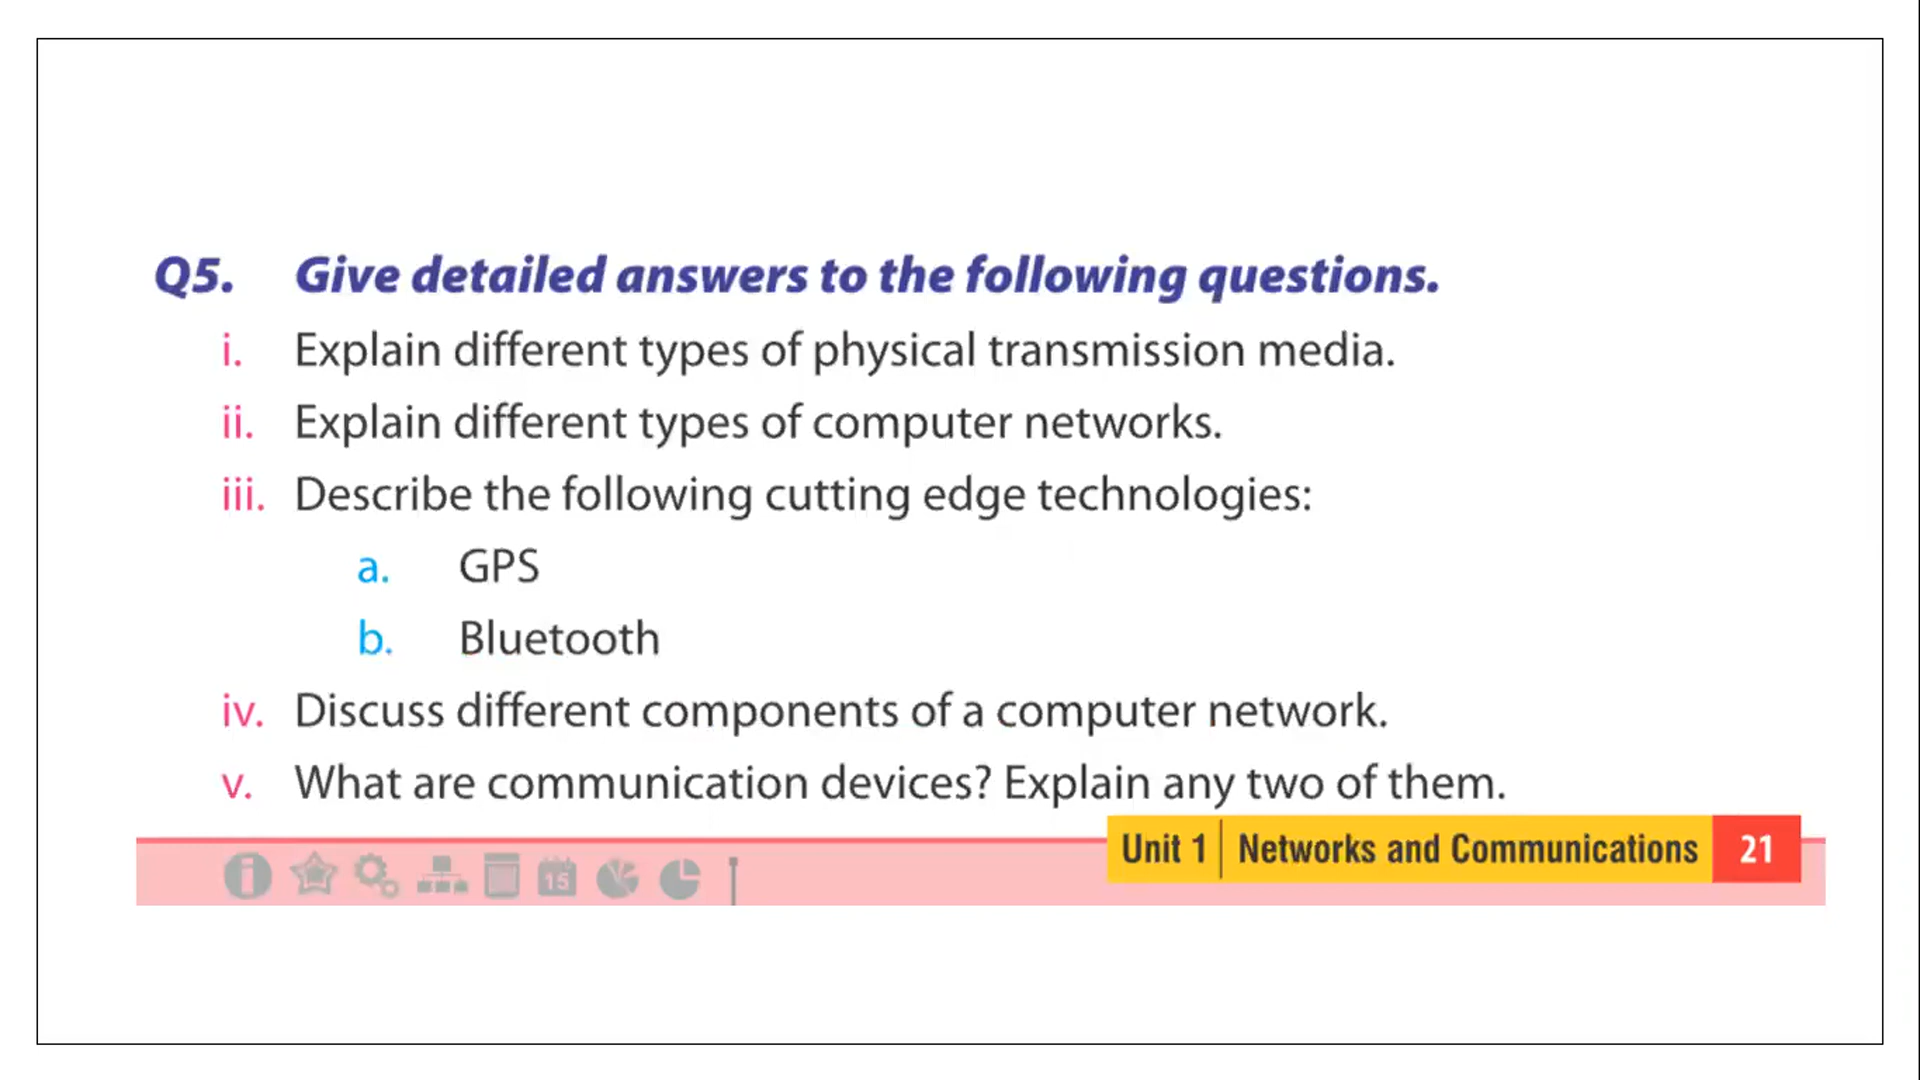 Q5. Give detailed answers to the following questions.
i. Explain different types of physical transmission media.
ii. Explain different types of computer networks.
iii. Describe the following cutting edge technologies:
a. GPS
b. Bluetooth
iv. Discuss different components of a computer network.
v. What are communication devices? Explain any two of them.
Unit 1 | Networks and Communications 21
15